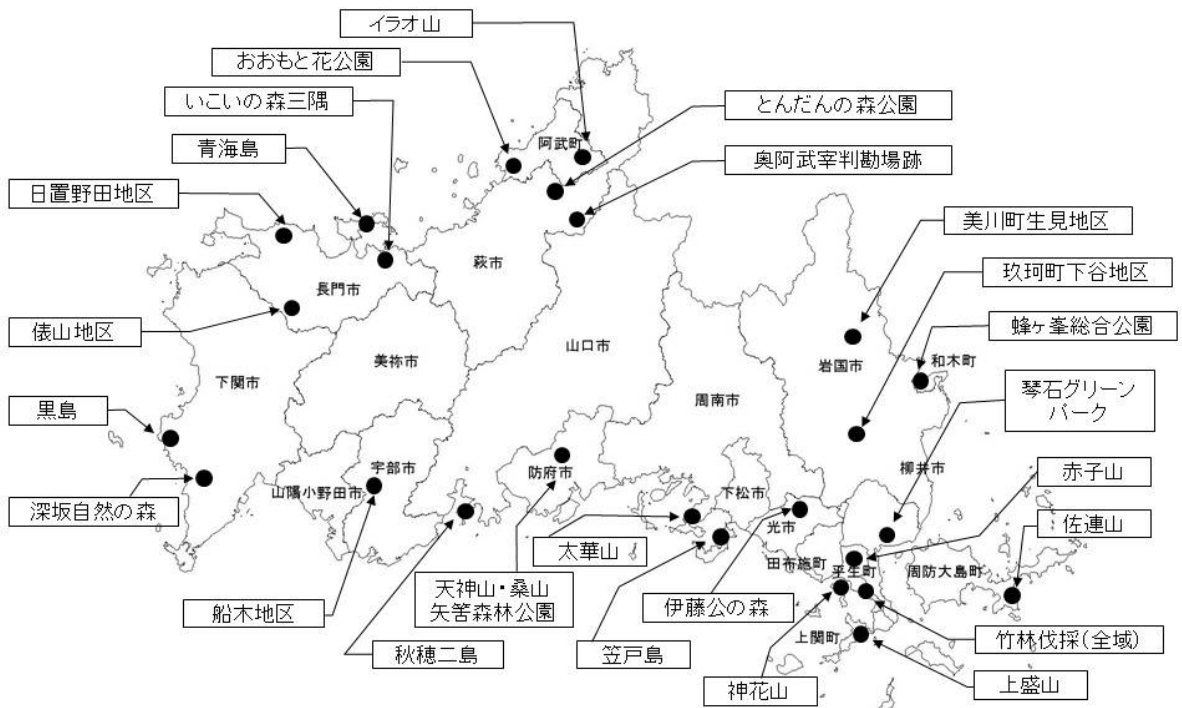 イラオ山
おおもと花公園
いこいの森三隅
青海島
日置野田地区
俵山地区
黒島
深坂自然の森
とんだんの森公園
奥阿武宰判勘場跡
美川町生見地区
玖珂町下谷地区
蜂ヶ峯総合公園
琴石グリーン
パーク
赤子山
佐連山
阿武町
萩市
長門市
美祢市
山口市
下関市
岩国市
和木町
周南市
宇部市
山陽小野田市
防府市
下松市
光市
柳井市
田布施町
平生町
周防大島町
上関町
船木地区
秋穂二島
天神山・桑山
矢筈森林公園
太華山
笠戸島
伊藤公の森
神花山
竹林伐採(全域)
上盛山